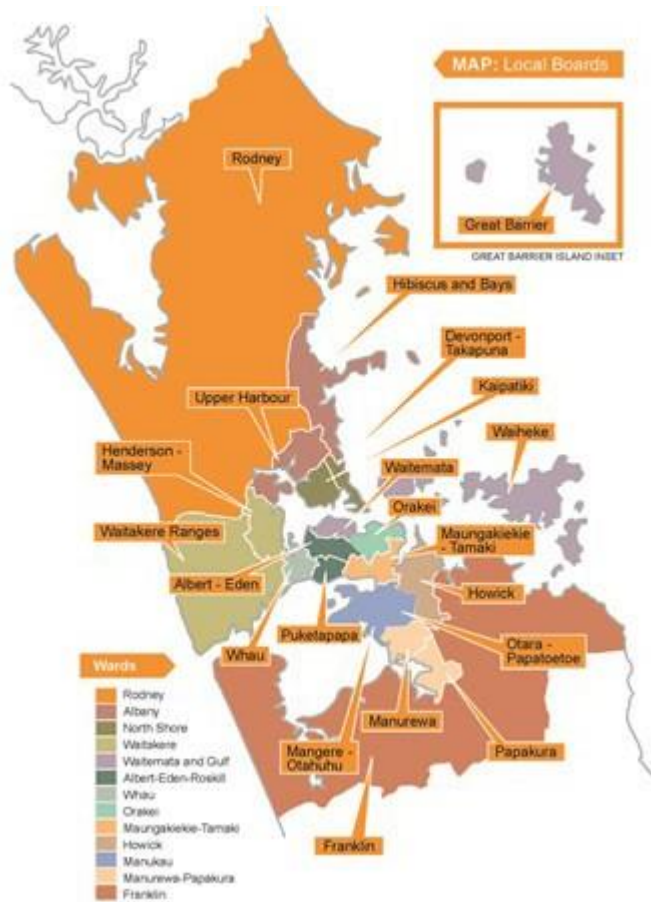 MAP: Local Boards
Rodney
Great Barrier
GREAT BARRIER ISLAND INSET
Hibiscus and Bays
Devonport -
Takapuna
Kaipatiki
Upper Harbour
Waiheke
Henderson -
Massey
Waitemata
Orakei
Waitakere Ranges
Maungakiekie
- Tamaki
Albert - Eden
Howick
Puketapapa
Whau
Otara -
Papatoetoe
Manurewa
Mangere -
Otahuhu
Papakura
Franklin
Wards
Rodney
Albany
North Shore
Waitakere
Waitemata and Gulf
Albert-Eden-Roskill
Whau
Orakei
Maungakiekie-Tamaki
Howick
Manukau
Manurewa-Papakura
Franklin